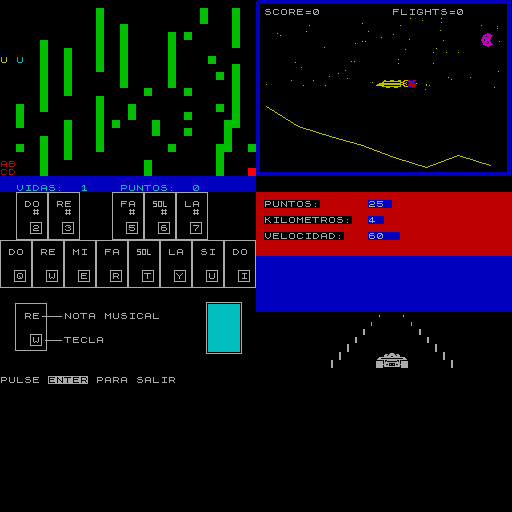 SCORE=0 FLIGHTS=0
U U
AB
CD
VIDAS: 1 PUNTOS: 0
DO RE FA SOL LA
# # # # #
2 3 5 6 7
DO RE MI FA SOL LA SI DO
Q W E R T Y U I
RE NOTA MUSICAL
W TECLA
PULSE ENTER PARA SALIR
PUNTOS: 25
KILOMETROS: 4
VELOCIDAD: 60